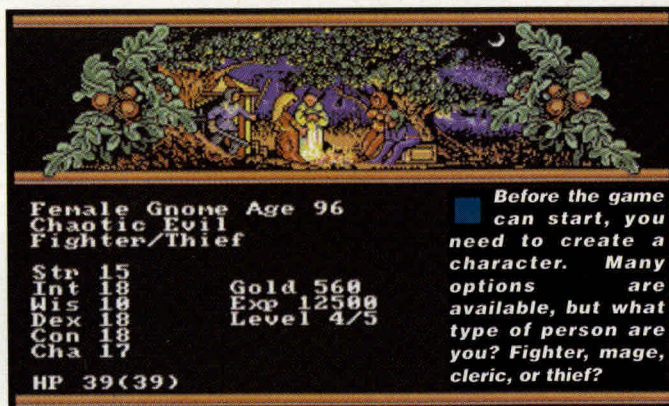 Female Gnome Age 96
Chaotic Evil
Fighter/Thief
Str 15
Int 18
Wis 10
Dex 18
Con 18
Cha 17
Gold 560
Exp 12500
Level 4/5
HP 39(39)
Before the game
can start, you
need to create a
character. Many
options are
available, but what
type of person are
you? Fighter, mage,
cleric, or thief?